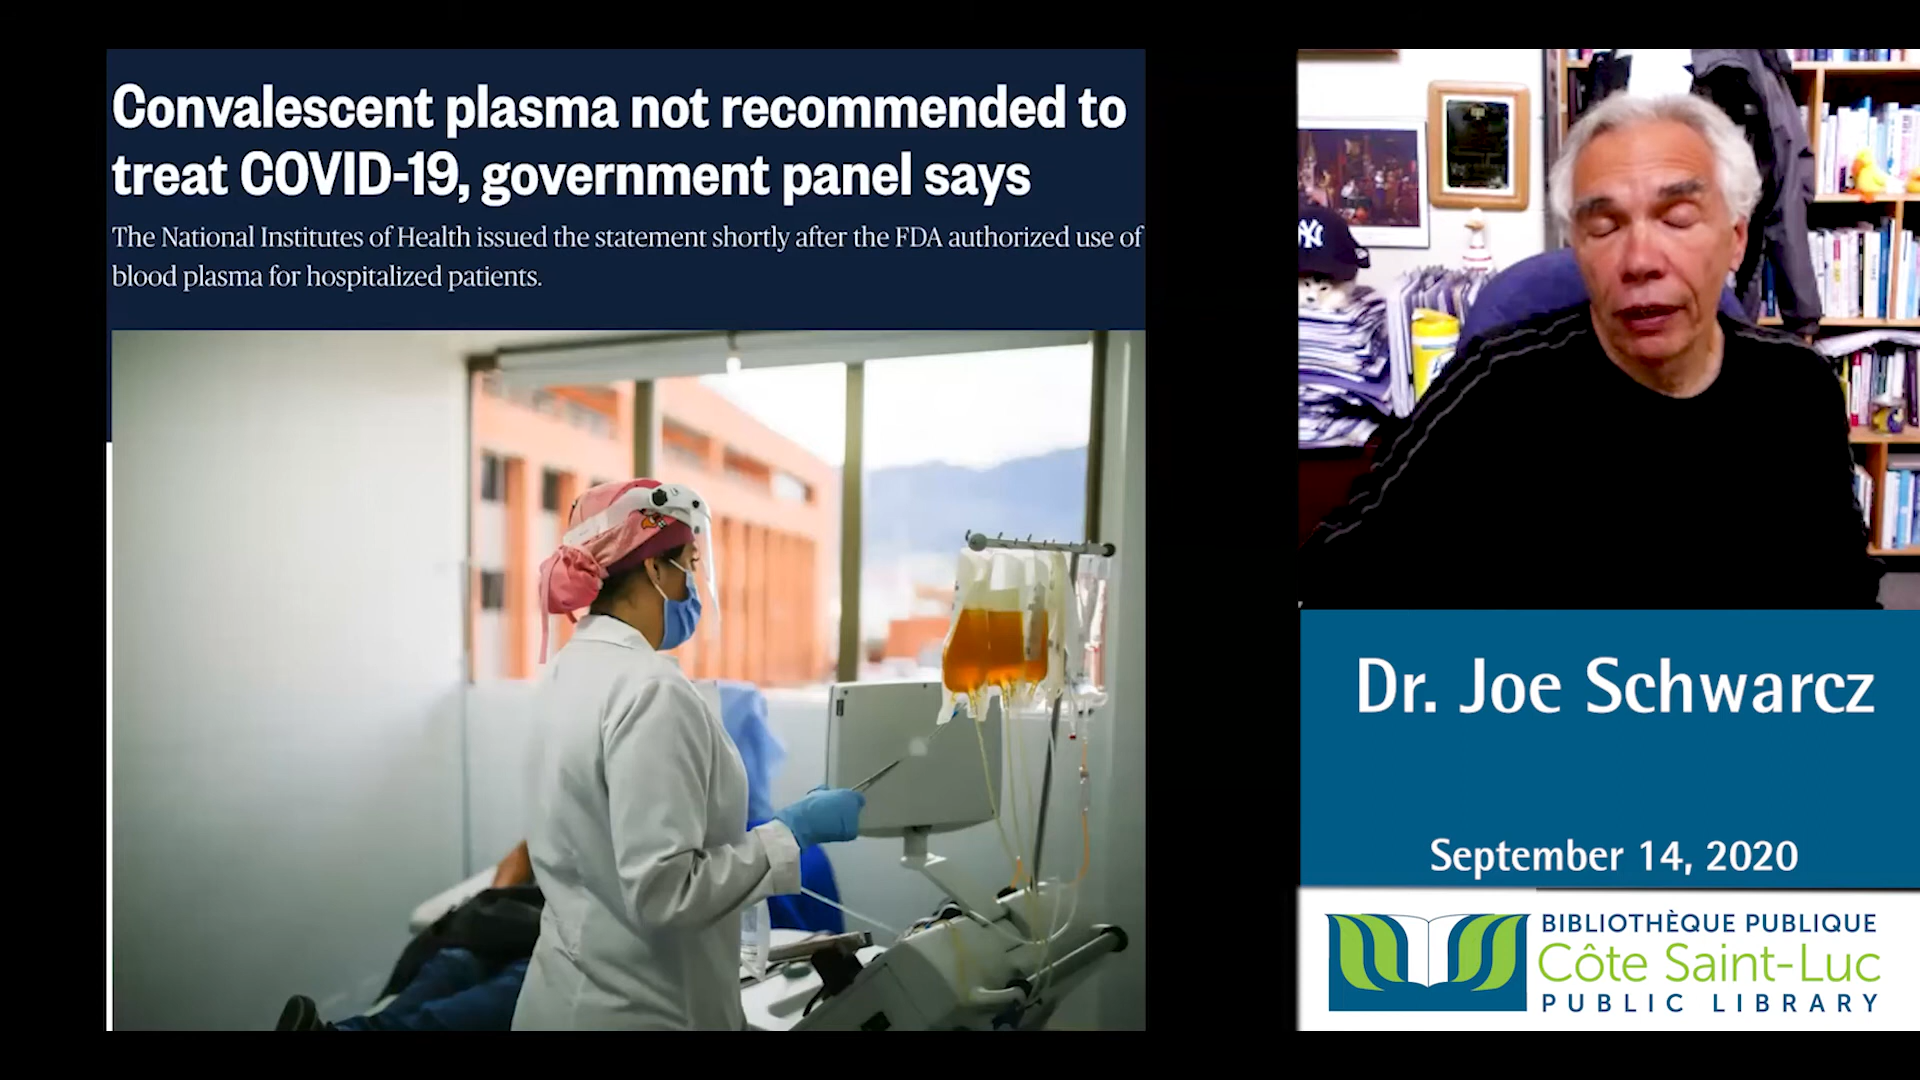 Convalescent plasma not recommended to
treat COVID-19, government panel says
The National Institutes of Health issued the statement shortly after the FDA authorized use of
blood plasma for hospitalized patients.
NY
Dr. Joe Schwarcz
September 14, 2020
BIBLIOTHÈQUE PUBLIQUE
Côte Saint-Luc
PUBLIC LIBRARY